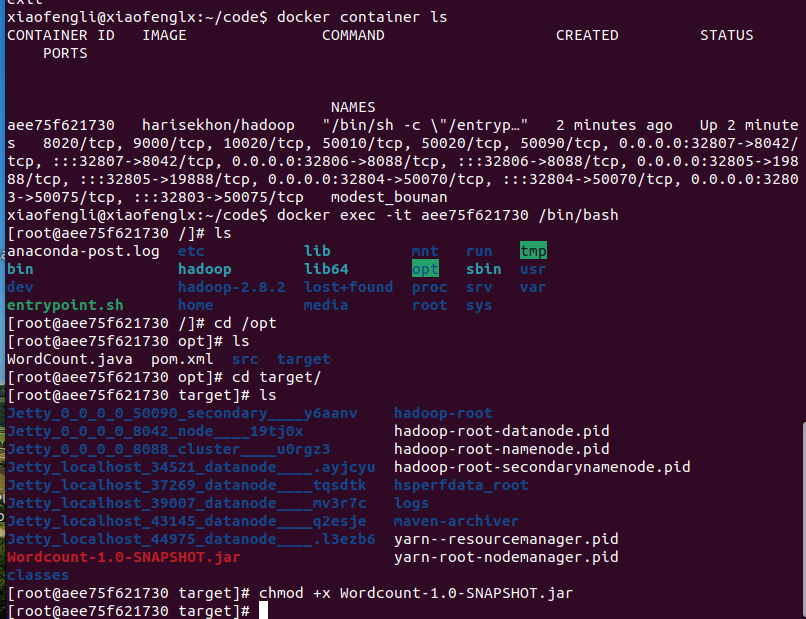 exit
xiaofengli@xiaofenglx:~/code$ docker container ls
CONTAINER ID   IMAGE                COMMAND                    CREATED         STATUS
    PORTS
NAMES
aee75f621730   harisekhon/hadoop   "/bin/sh -c \"/entryp…"   2 minutes ago   Up 2 minute
s   8020/tcp, 9000/tcp, 10020/tcp, 50010/tcp, 50020/tcp, 50090/tcp, 0.0.0.0:32807->8042/
tcp, :::32807->8042/tcp, 0.0.0.0:32806->8088/tcp, :::32806->8088/tcp, 0.0.0.0:32805->198
88/tcp, :::32805->19888/tcp, 0.0.0.0:32804->50070/tcp, :::32804->50070/tcp, 0.0.0.0:3280
3->50075/tcp, :::32803->50075/tcp   modest_bouman
xiaofengli@xiaofenglx:~/code$ docker exec -it aee75f621730 /bin/bash
[root@aee75f621730 /]# ls
anaconda-post.log  etc           lib         mnt   run   tmp
bin                hadoop        lib64       opt   sbin  usr
dev                hadoop-2.8.2  lost+found  proc  srv   var
entrypoint.sh      home          media       root  sys
[root@aee75f621730 /]# cd /opt
[root@aee75f621730 opt]# ls
WordCount.java  pom.xml  src  target
[root@aee75f621730 opt]# cd target/
[root@aee75f621730 target]# ls
Jetty_0_0_0_0_50090_secondary____y6aanv    hadoop-root
Jetty_0_0_0_0_8042_node____19tj0x          hadoop-root-datanode.pid
Jetty_0_0_0_0_8088_cluster____u0rgz3       hadoop-root-namenode.pid
Jetty_localhost_34521_datanode____.ayjcyu  hadoop-root-secondarynamenode.pid
Jetty_localhost_37269_datanode____tqsdtk   hsperfdata_root
Jetty_localhost_39007_datanode____mv3r7c   logs
Jetty_localhost_43145_datanode____q2esje   maven-archiver
Jetty_localhost_44975_datanode____.l3ezb6  yarn--resourcemanager.pid
Wordcount-1.0-SNAPSHOT.jar                 yarn-root-nodemanager.pid
classes
[root@aee75f621730 target]# chmod +x Wordcount-1.0-SNAPSHOT.jar
[root@aee75f621730 target]#